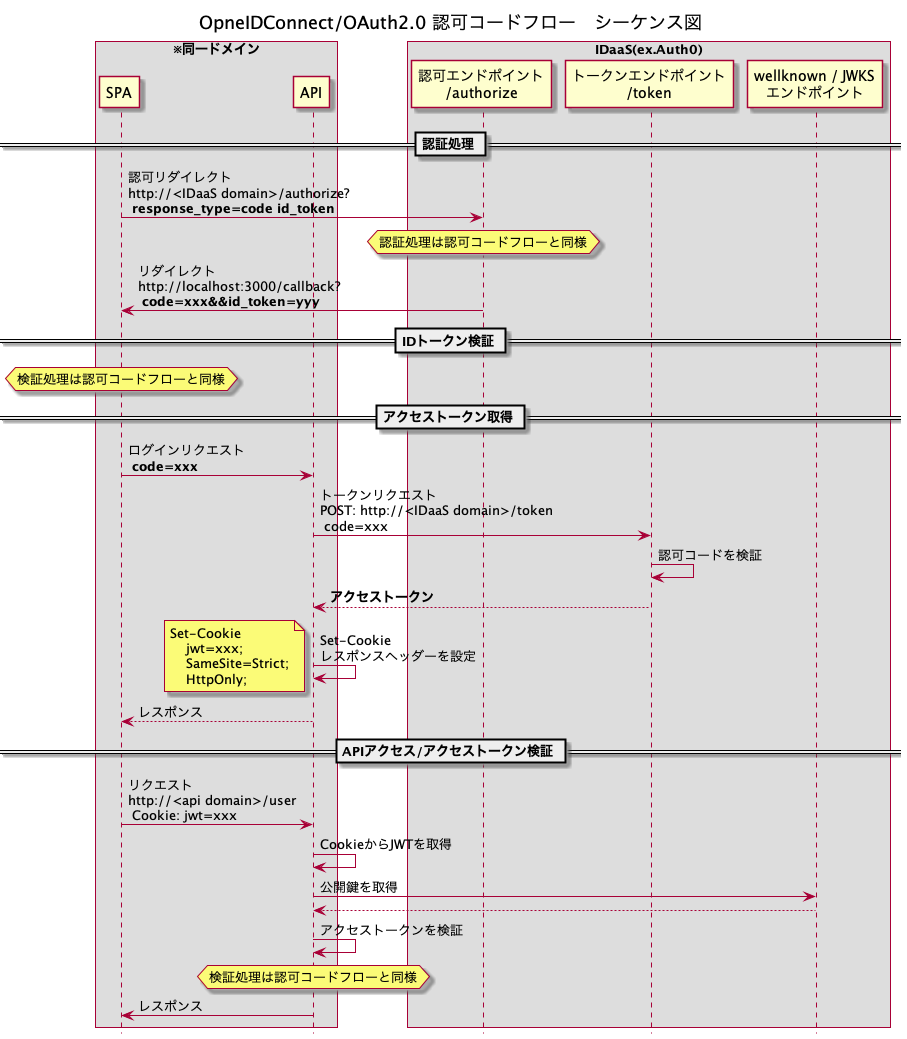 OpneIDConnect/OAuth2.0 認可コードフロー　シーケンス図
※同一ドメイン
IDaaS(ex.Auth0)
SPA
API
認可エンドポイント
/authorize
トークンエンドポイント
/token
wellknown / JWKS
エンドポイント
認証処理
認可リダイレクト
http://<IDaaS domain>/authorize?
response_type=code id_token
認証処理は認可コードフローと同様
リダイレクト
http://localhost:3000/callback?
code=xxx&&id_token=yyy
IDトークン検証
検証処理は認可コードフローと同様
アクセストークン取得
ログインリクエスト
code=xxx
トークンリクエスト
POST: http://<IDaaS domain>/token
code=xxx
認可コードを検証
アクセストークン
Set-Cookie
jwt=xxx;
SameSite=Strict;
HttpOnly;
Set-Cookie
レスポンスヘッダーを設定
レスポンス
APIアクセス/アクセストークン検証
リクエスト
http://<api domain>/user
Cookie: jwt=xxx
CookieからJWTを取得
公開鍵を取得
アクセストークンを検証
検証処理は認可コードフローと同様
レスポンス